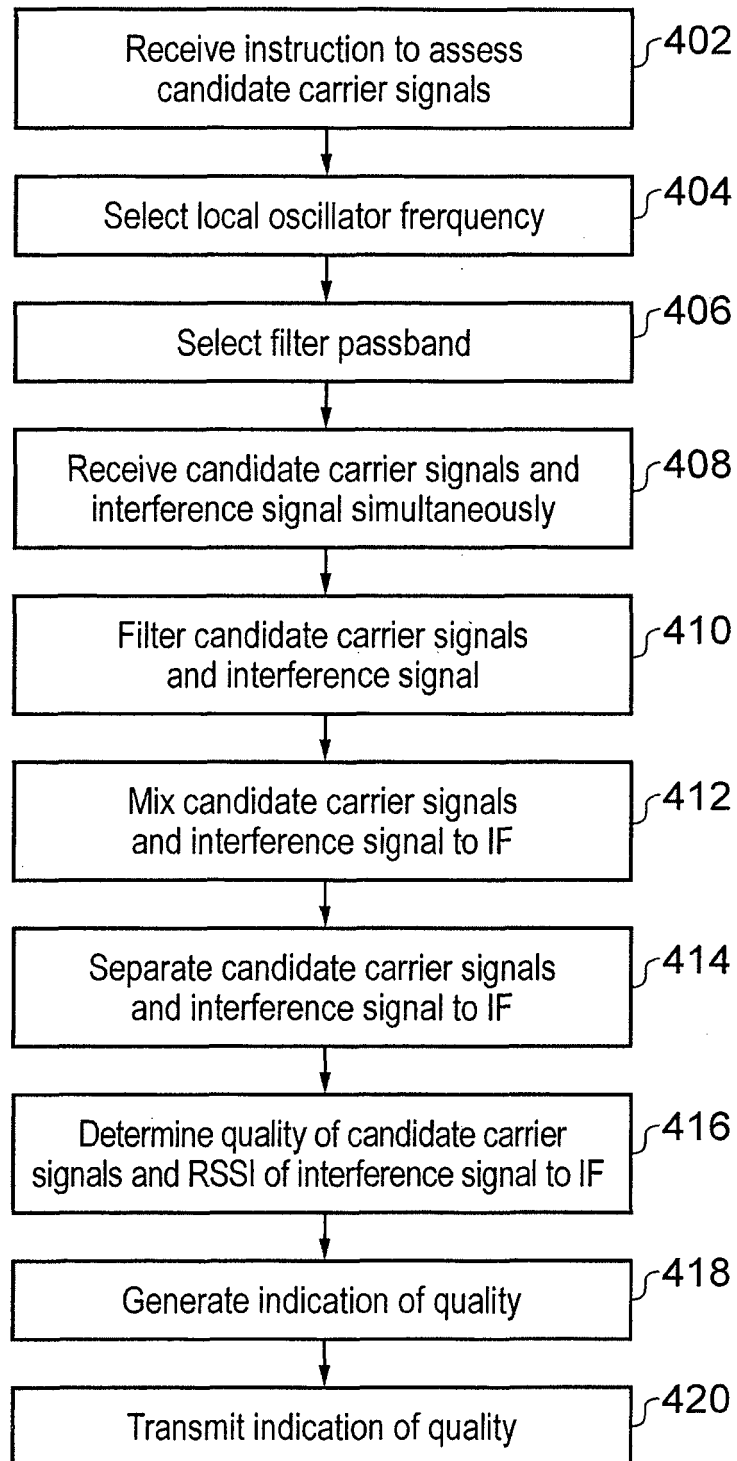 Receive instruction to assess
candidate carrier signals
402
Select local oscillator frerquency
404
Select filter passband
406
Receive candidate carrier signals and
interference signal simultaneously
408
Filter candidate carrier signals
and interference signal
410
Mix candidate carrier signals
and interference signal to IF
412
Separate candidate carrier signals
and interference signal to IF
414
Determine quality of candidate carrier
signals and RSSI of interference signal to IF
416
Generate indication of quality
418
Transmit indication of quality
420